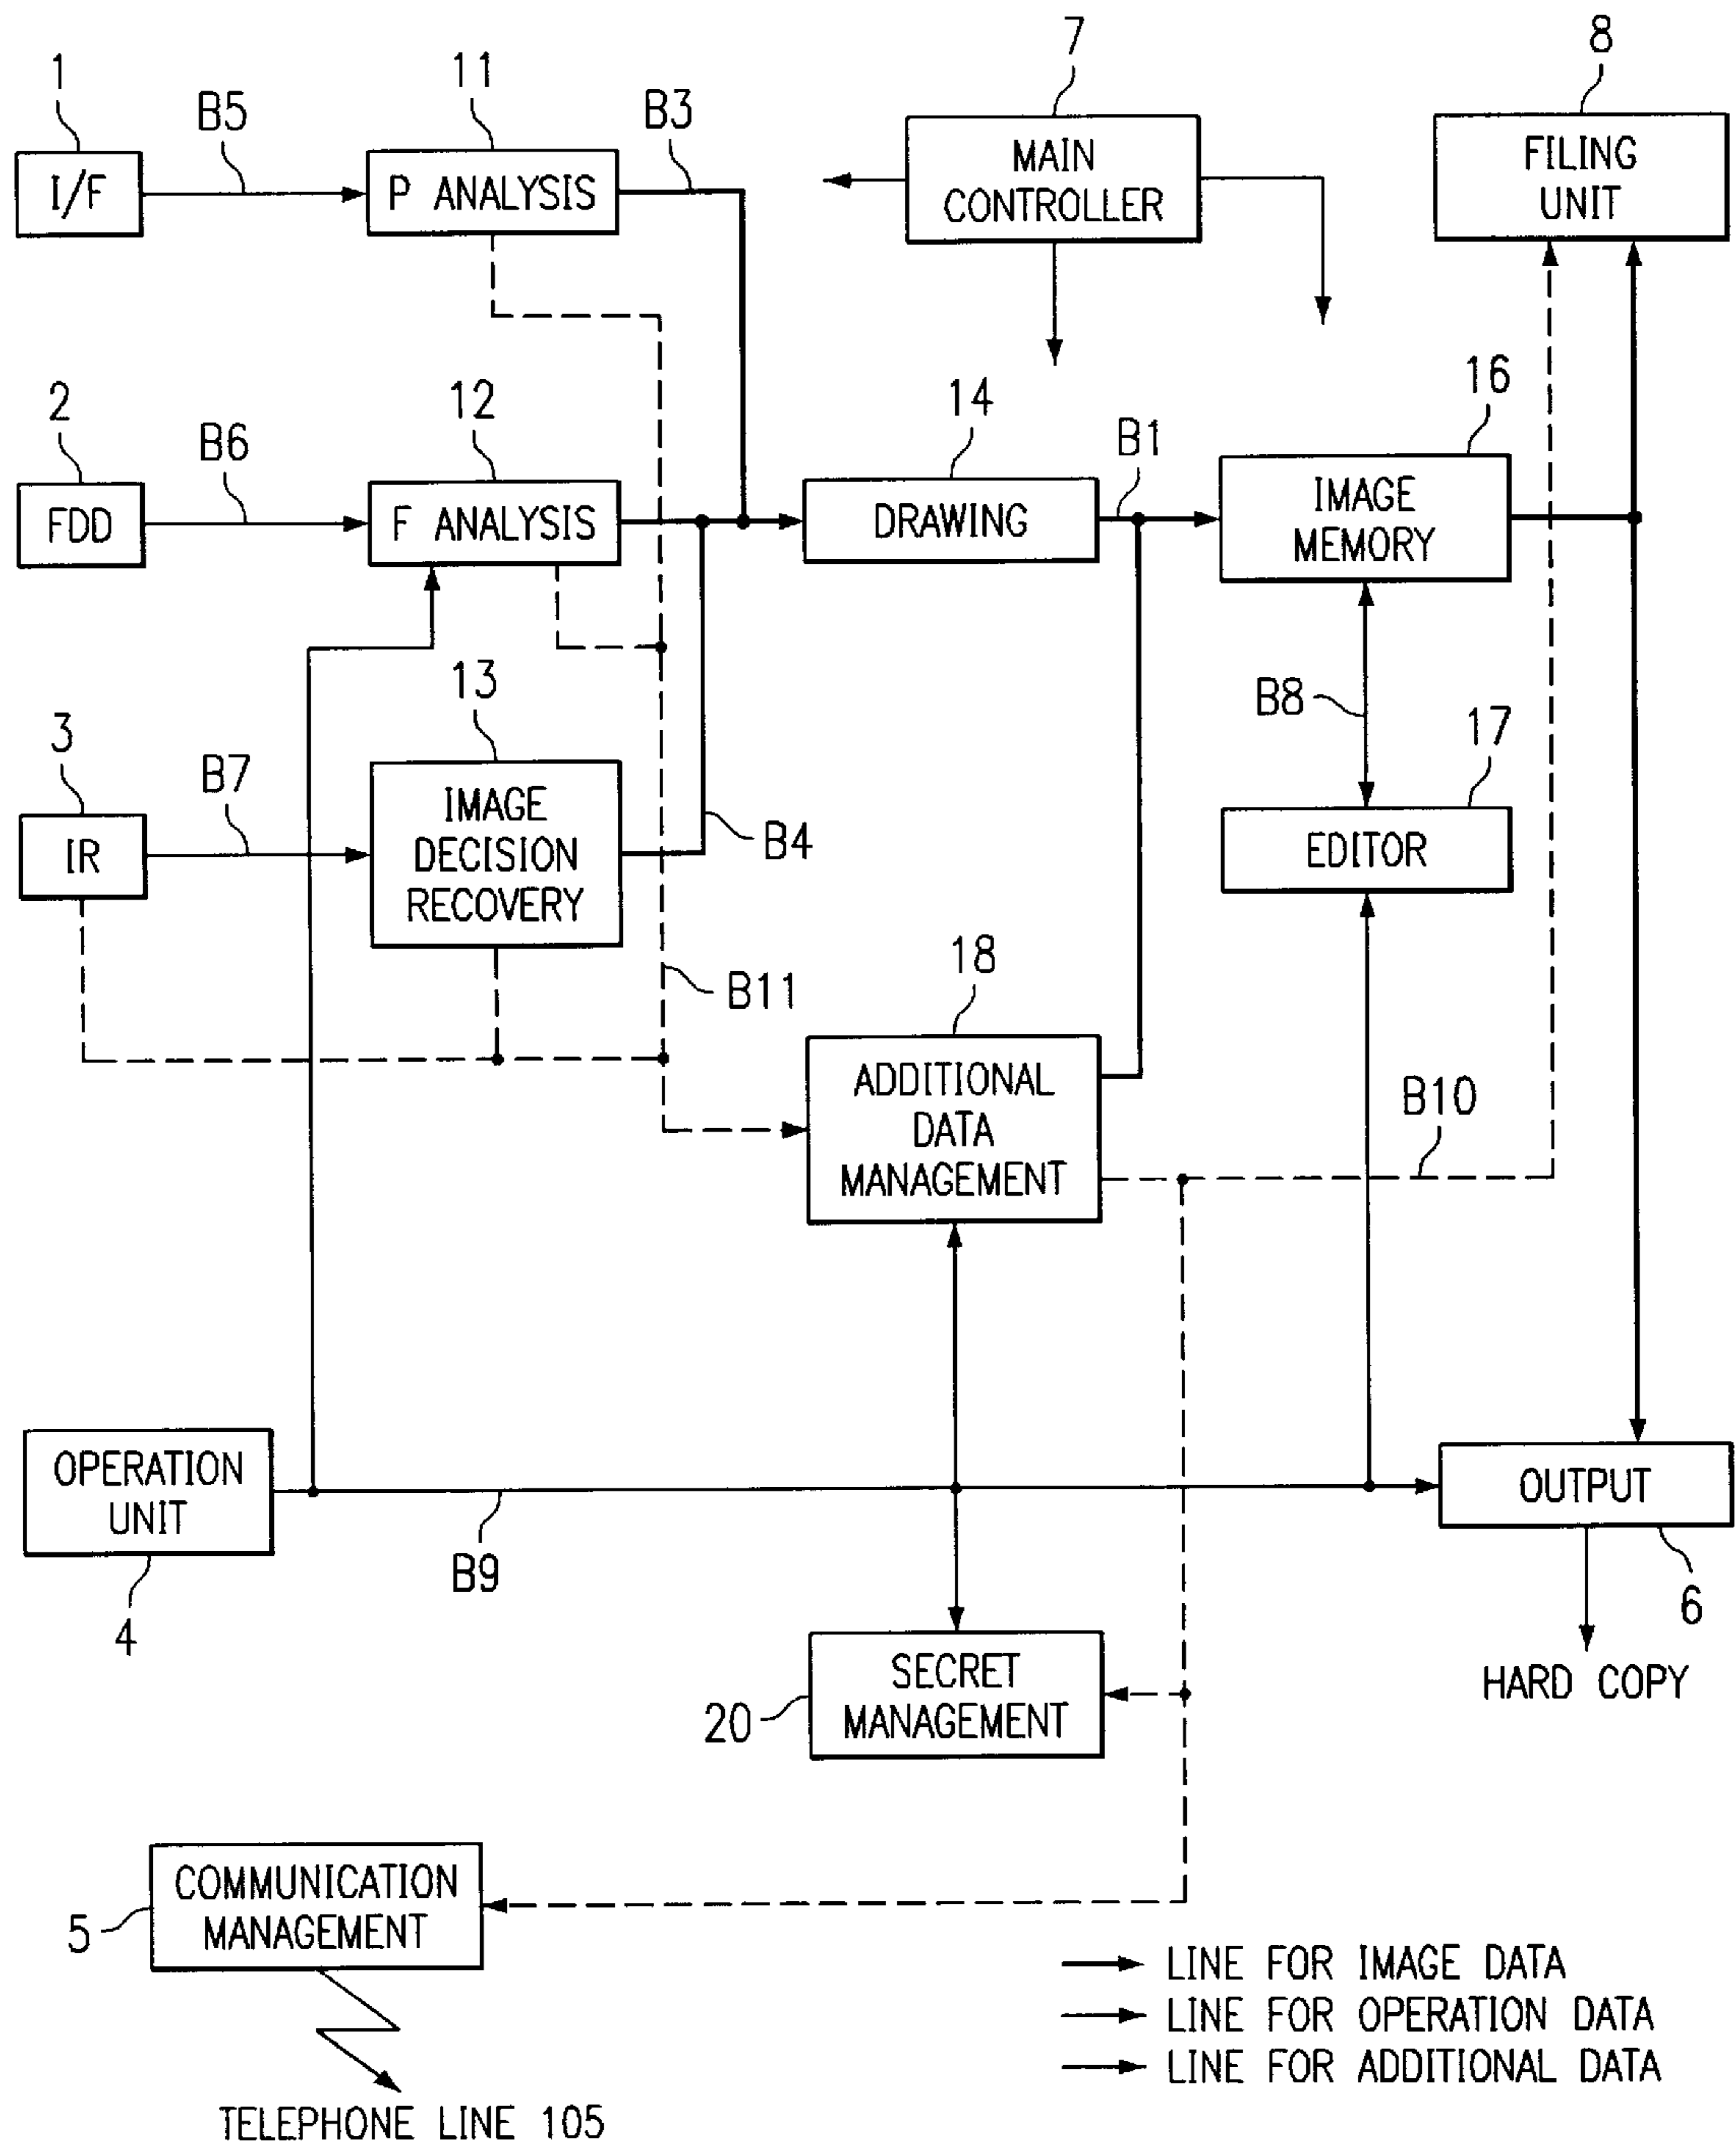 1
B5
I/F
11
P ANALYSIS
B3
7
MAIN
CONTROLLER
8
FILING
UNIT
2
B6
FDD
12
F ANALYSIS
14
DRAWING
B1
16
IMAGE
MEMORY
3
B7
IR
13
IMAGE
DECISION
RECOVERY
B4
B8
17
EDITOR
B11
18
ADDITIONAL
DATA
MANAGEMENT
B10
OPERATION
UNIT
4
B9
OUTPUT
6
HARD COPY
SECRET
MANAGEMENT
20
COMMUNICATION
MANAGEMENT
5
TELEPHONE LINE 105
LINE FOR IMAGE DATA
LINE FOR OPERATION DATA
LINE FOR ADDITIONAL DATA